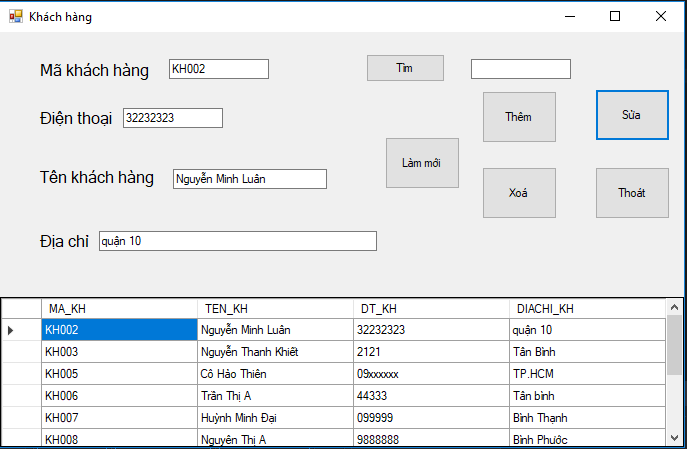 Khách hàng
Mã khách hàng KH002 Tìm
Điện thoại 32232323 Thêm Sửa
Tên khách hàng Nguyễn Minh Luân Làm mới Xoá Thoát
Địa chỉ quận 10
MA_KH TEN_KH DT_KH DIACHI_KH
KH002 Nguyễn Minh Luân 32232323 quận 10
KH003 Nguyễn Thanh Khiết 2121 Tân Bình
KH005 Cô Hảo Thiên 09xxxxxx TP.HCM
KH006 Trần Thị A 44333 Tân bình
KH007 Huỳnh Minh Đại 099999 Bình Thạnh
KH008 Nguyên Thị A 9888888 Bình Phước